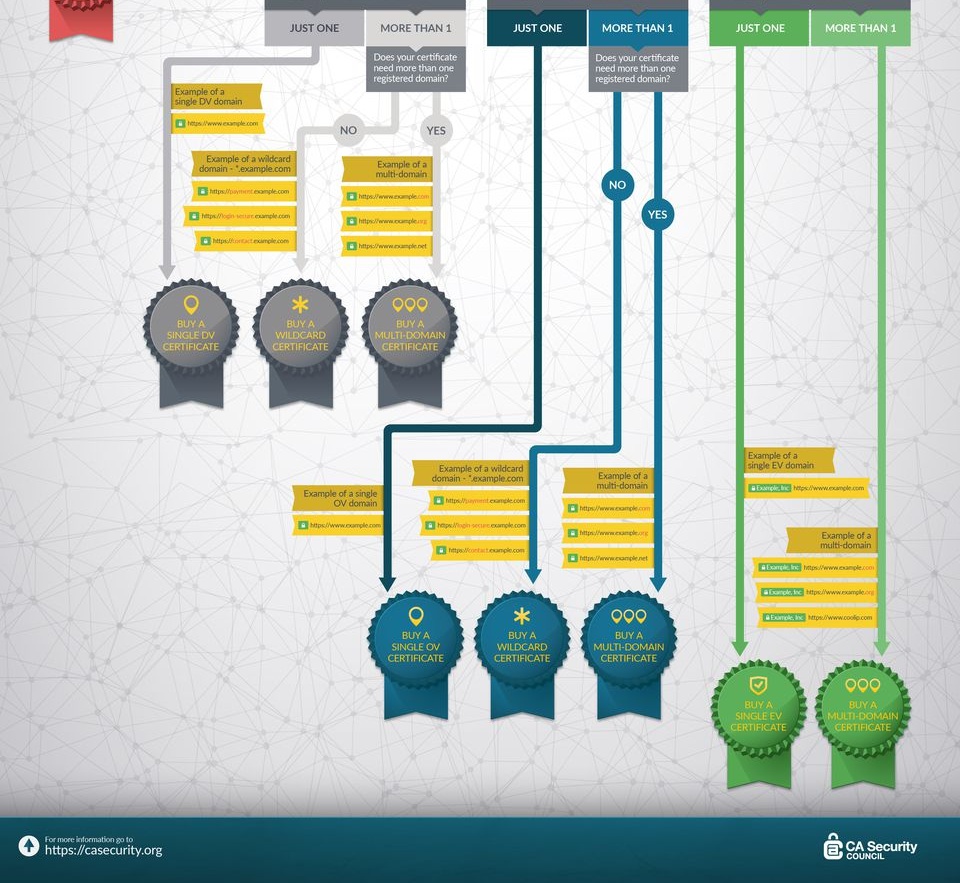 JUST ONE
MORE THAN 1
JUST ONE
MORE THAN 1
JUST ONE
MORE THAN 1
Does your certificate
need more than one
registered domain?
Does your certificate
need more than one
registered domain?
Example of a
single DV domain
https://www.example.com
NO
YES
Example of a wildcard
domain - *.example.com
https://payment.example.com
https://login-secure.example.com
https://contact.example.com
Example of a
multi-domain
https://www.example.com
https://www.example.org
https://www.example.net
NO
YES
BUY A
SINGLE DV
CERTIFICATE
BUY A
WILDCARD
CERTIFICATE
BUY A
MULTI-DOMAIN
CERTIFICATE
Example of a single
OV domain
https://www.example.com
Example of a wildcard
domain - *.example.com
https://payment.example.com
https://login-secure.example.com
https://contact.example.com
Example of a
multi-domain
https://www.example.com
https://www.example.org
https://www.example.net
Example of a
single EV domain
Example, Inc https://www.example.com
Example of a
multi-domain
Example, Inc https://www.example.com
Example, Inc https://www.example.org
Example, Inc https://www.coolip.com
BUY A
SINGLE OV
CERTIFICATE
BUY A
WILDCARD
CERTIFICATE
BUY A
MULTI-DOMAIN
CERTIFICATE
BUY A
SINGLE EV
CERTIFICATE
BUY A
MULTI-DOMAIN
CERTIFICATE
For more information go to
https://casecurity.org
CA Security
COUNCIL